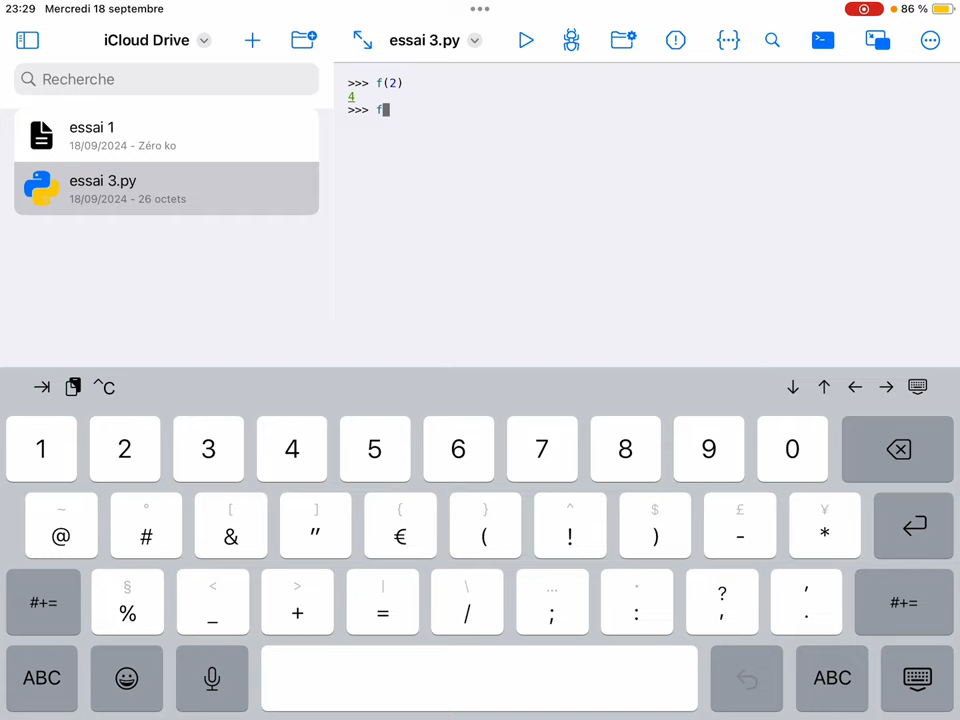 23:29 Mercredi 18 septembre
86 %
iCloud Drive
essai 3.py
Recherche
essai 1
18/09/2024 - Zéro ko
essai 3.py
18/09/2024 - 26 octets
>>> f(2)
4
>>> f
^C
1 2 3 4 5 6 7 8 9 0
~ ° [ ] { } ^ $ £ ¥
@ # & " € ( ! ) - *
§ < > | \ … · ? '
#+= % _ + = / ; : , . #+=
ABC ABC